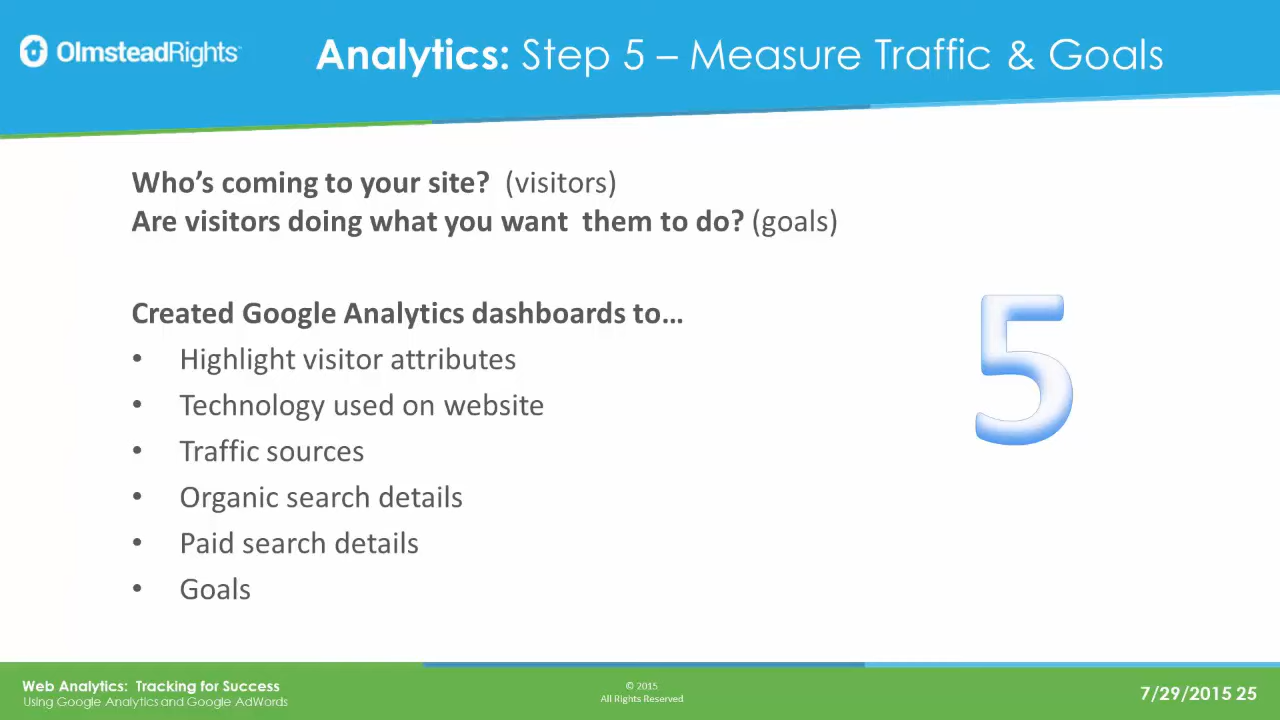 OlmsteadRights™
Analytics: Step 5 – Measure Traffic & Goals
Who’s coming to your site?  (visitors)
Are visitors doing what you want  them to do? (goals)
Created Google Analytics dashboards to…
• Highlight visitor attributes
• Technology used on website
• Traffic sources
• Organic search details
• Paid search details
• Goals
5
Web Analytics:  Tracking for Success
Using Google Analytics and Google AdWords
© 2015
All Rights Reserved
7/29/2015 25